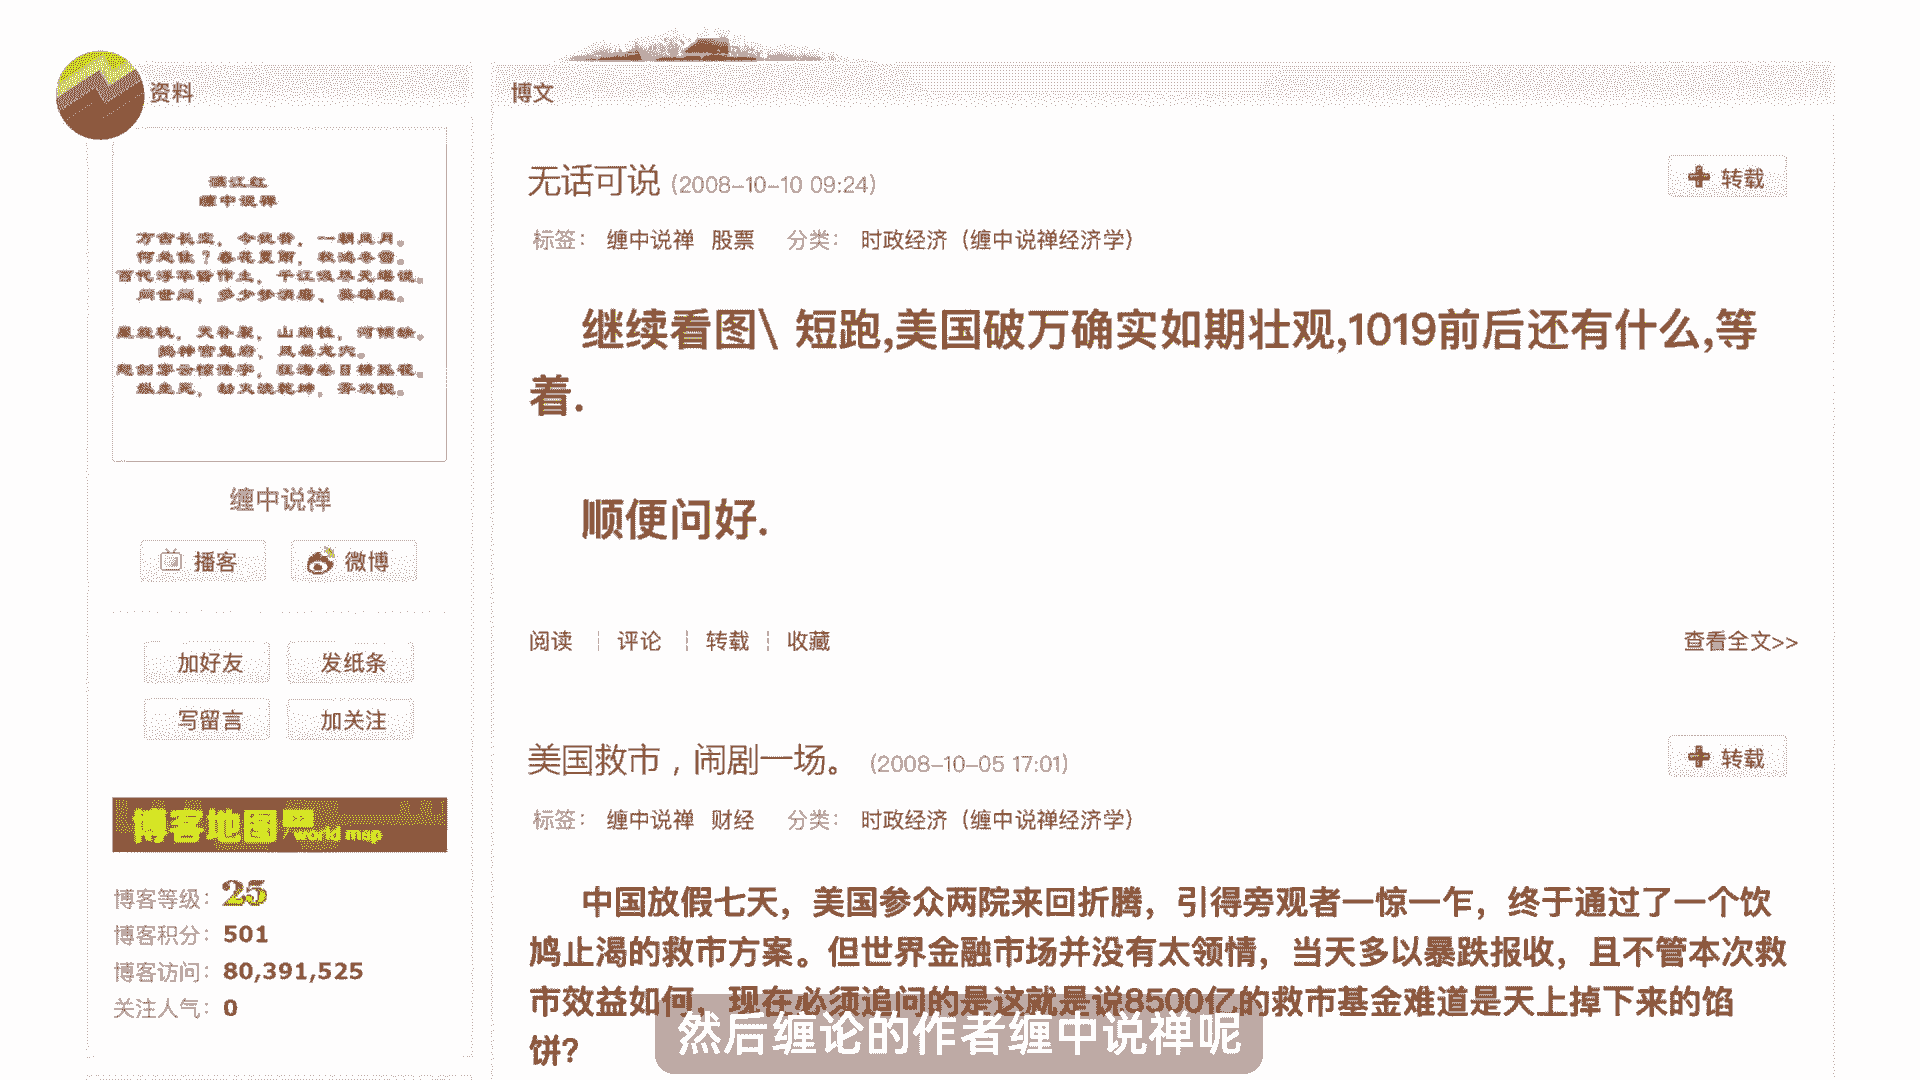 资料
满江红
缠中说禅
缠中说禅
播客
微博
加好友
发纸条
写留言
加关注
博客地图
world map
博客等级：25
博客积分：501
博客访问：80,391,525
关注人气：0
博文
无话可说 (2008-10-10 09:24)
转载
标签： 缠中说禅 股票 分类： 时政经济（缠中说禅经济学）
继续看图\ 短跑,美国破万确实如期壮观,1019前后还有什么,等
着.
顺便问好.
阅读 ┆ 评论 ┆ 转载 ┆ 收藏
查看全文>>
美国救市，闹剧一场。 (2008-10-05 17:01)
转载
标签： 缠中说禅 财经 分类： 时政经济（缠中说禅经济学）
中国放假七天，美国参众两院来回折腾，引得旁观者一惊一乍，终于通过了一个饮
鸩止渴的救市方案。但世界金融市场并没有太领情，当天多以暴跌报收，且不管本次救
市效益如何，现在必须追问的是这就是说8500亿的救市基金难道是天上掉下来的馅
饼？
然后缠论的作者缠中说禅呢